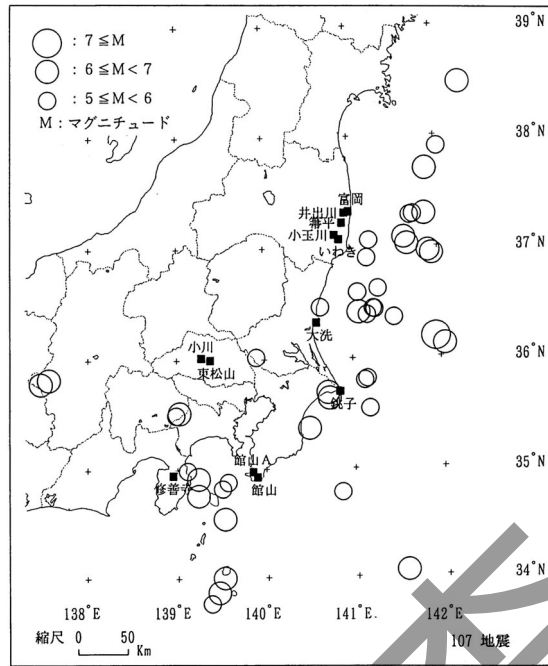 39°N
: 7 ≦ M
: 6 ≦ M < 7
: 5 ≦ M < 6
M : マグニチュード
38°N
富岡
井出川
小玉川
37°N
いわき
大洗
36°N
小川
東松山
銚子
35°N
館山A
修善寺
館山
34°N
138°E 139°E 140°E 141°E. 142°E
縮尺 0 50
Km
107 地震